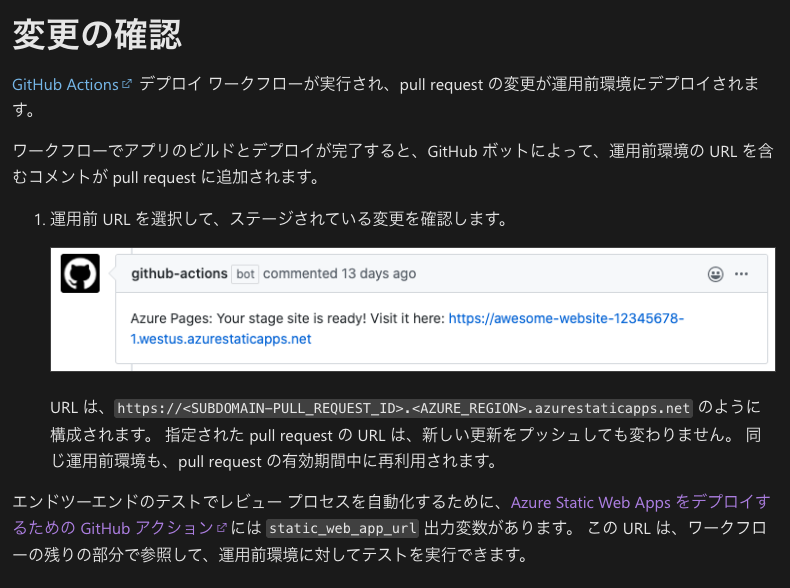 変更の確認
GitHub Actions デプロイ ワークフローが実行され、pull request の変更が運用前環境にデプロイされま
す。
ワークフローでアプリのビルドとデプロイが完了すると、GitHub ボットによって、運用前環境の URL を含
むコメントが pull request に追加されます。
1. 運用前 URL を選択して、ステージされている変更を確認します。
github-actions bot commented 13 days ago
Azure Pages: Your stage site is ready! Visit it here: https://awesome-website-12345678-
1.westus.azurestaticapps.net
URL は、https://<SUBDOMAIN-PULL_REQUEST_ID>.<AZURE_REGION>.azurestaticapps.net のように
構成されます。 指定された pull request の URL は、新しい更新をプッシュしても変わりません。 同
じ運用前環境も、pull request の有効期間中に再利用されます。
エンドツーエンドのテストでレビュー プロセスを自動化するために、Azure Static Web Apps をデプロイす
るための GitHub アクション には static_web_app_url 出力変数があります。 この URL は、ワークフロ
ーの残りの部分で参照して、運用前環境に対してテストを実行できます。